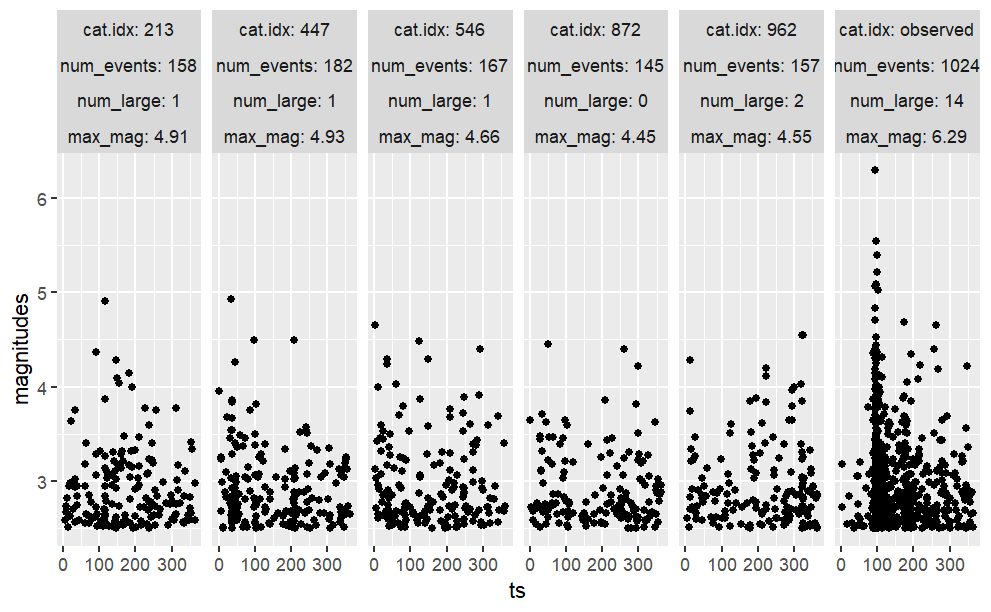 cat.idx: 213
num_events: 158
num_large: 1
max_mag: 4.91
cat.idx: 447
num_events: 182
num_large: 1
max_mag: 4.93
cat.idx: 546
num_events: 167
num_large: 1
max_mag: 4.66
cat.idx: 872
num_events: 145
num_large: 0
max_mag: 4.45
cat.idx: 962
num_events: 157
num_large: 2
max_mag: 4.55
cat.idx: observed
num_events: 1024
num_large: 14
max_mag: 6.29
magnitudes
6
5
4
3
0 100 200 300
0 100 200 300
0 100 200 300
0 100 200 300
0 100 200 300
0 100 200 300
ts